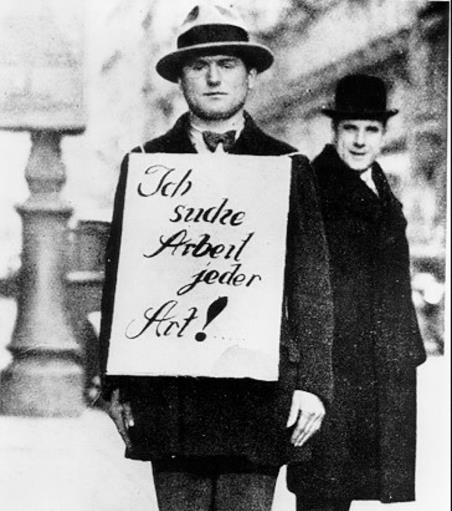 Ich
suche
Arbeit
jeder
Art!